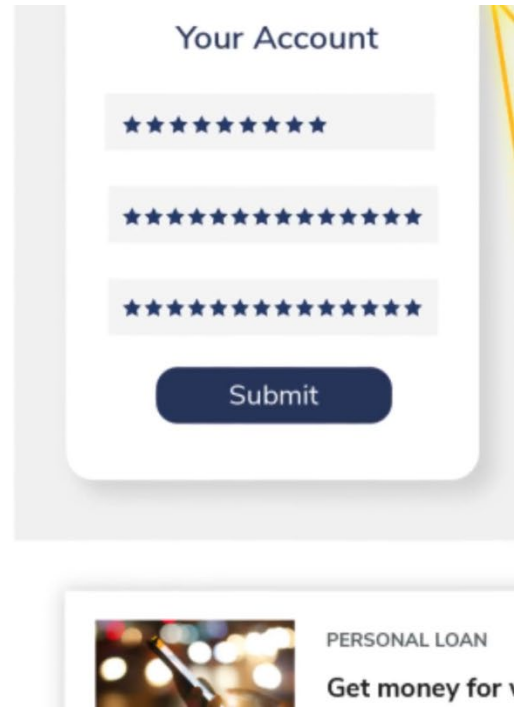 Your Account
★★★★★★★★★
★★★★★★★★★★★★★★
★★★★★★★★★★★★★★
Submit
PERSONAL LOAN
Get money for